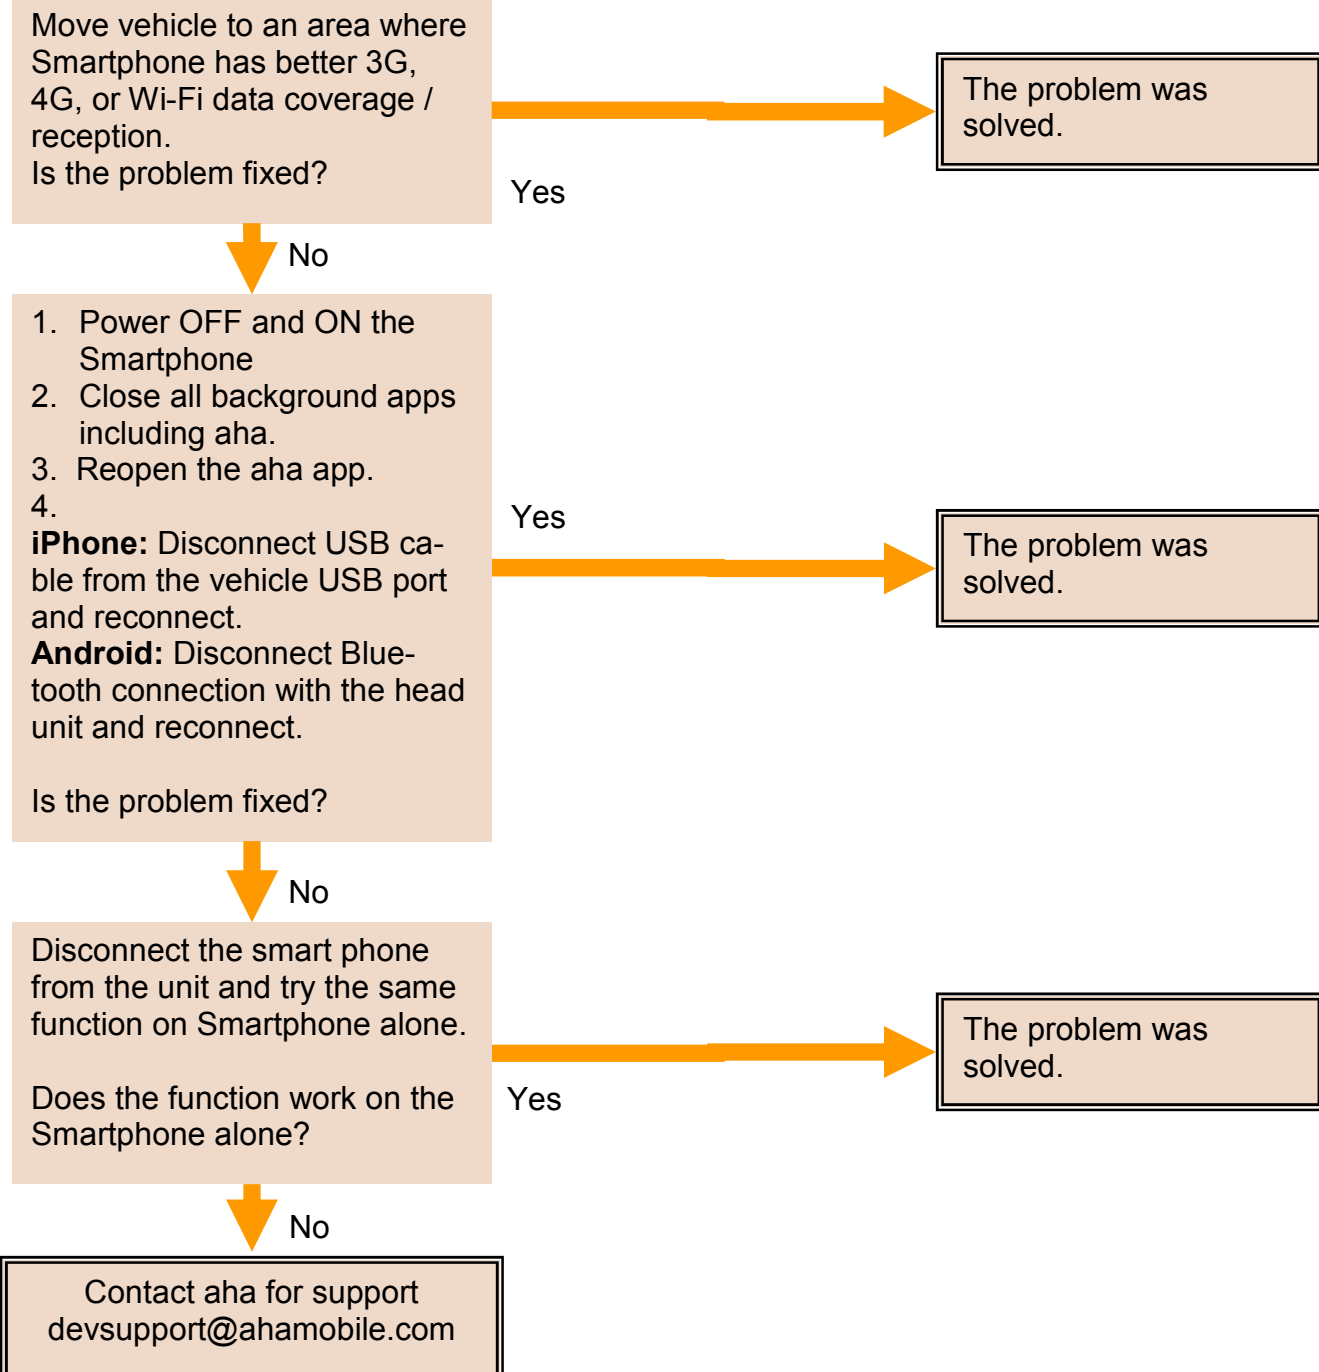 Move vehicle to an area where
Smartphone has better 3G,
4G, or Wi-Fi data coverage /
reception.
Is the problem fixed?
Yes
The problem was
solved.
No
1. Power OFF and ON the
Smartphone
2. Close all background apps
including aha.
3. Reopen the aha app.
4.
iPhone: Disconnect USB ca-
ble from the vehicle USB port
and reconnect.
Android: Disconnect Blue-
tooth connection with the head
unit and reconnect.
Is the problem fixed?
Yes
The problem was
solved.
No
Disconnect the smart phone
from the unit and try the same
function on Smartphone alone.
Does the function work on the
Smartphone alone?
Yes
The problem was
solved.
No
Contact aha for support
devsupport@ahamobile.com